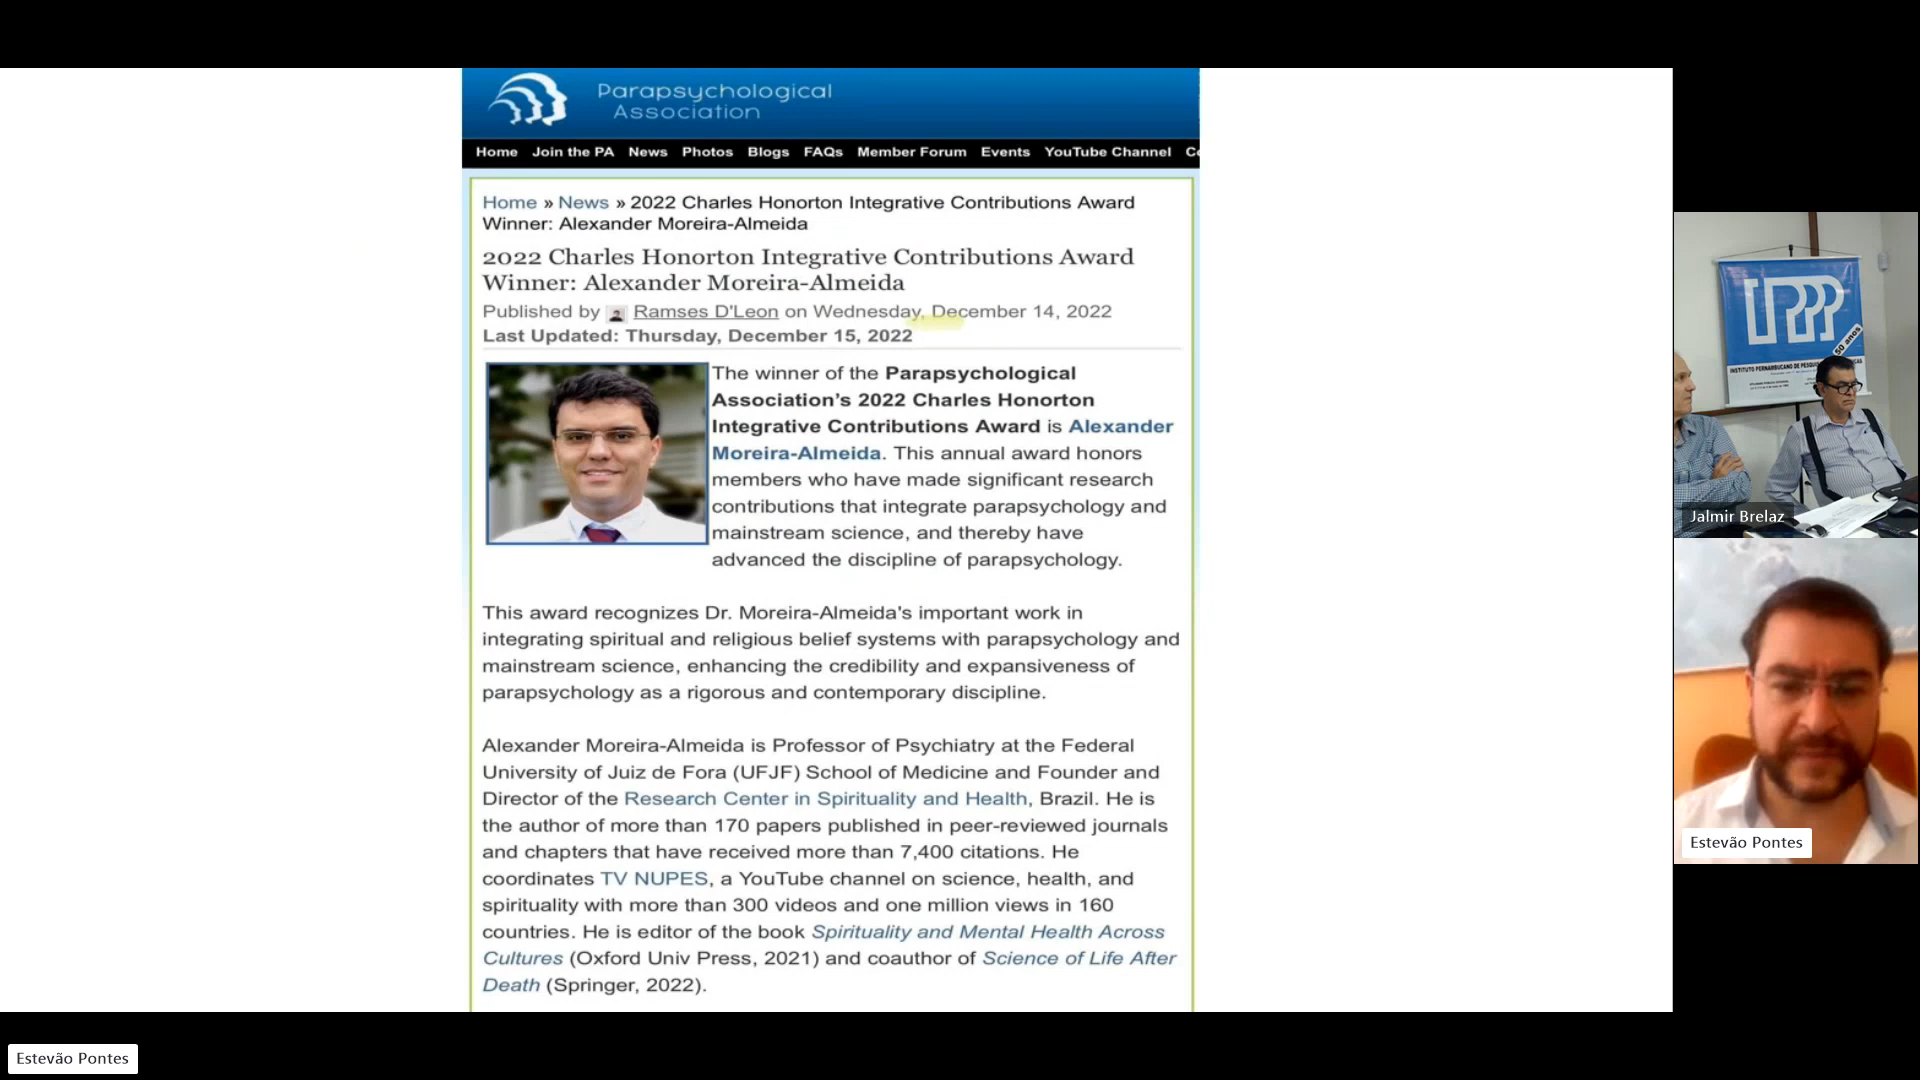 Parapsychological
Association
Home Join the PA News Photos Blogs FAQs Member Forum Events YouTube Channel
Home » News » 2022 Charles Honorton Integrative Contributions Award
Winner: Alexander Moreira-Almeida
2022 Charles Honorton Integrative Contributions Award
Winner: Alexander Moreira-Almeida
Published by Ramses D'Leon on Wednesday, December 14, 2022
Last Updated: Thursday, December 15, 2022
The winner of the Parapsychological
Association's 2022 Charles Honorton
Integrative Contributions Award is Alexander
Moreira-Almeida. This annual award honors
members who have made significant research
contributions that integrate parapsychology and
mainstream science, and thereby have
advanced the discipline of parapsychology.
This award recognizes Dr. Moreira-Almeida's important work in
integrating spiritual and religious belief systems with parapsychology and
mainstream science, enhancing the credibility and expansiveness of
parapsychology as a rigorous and contemporary discipline.
Alexander Moreira-Almeida is Professor of Psychiatry at the Federal
University of Juiz de Fora (UFJF) School of Medicine and Founder and
Director of the Research Center in Spirituality and Health, Brazil. He is
the author of more than 170 papers published in peer-reviewed journals
and chapters that have received more than 7,400 citations. He
coordinates TV NUPES, a YouTube channel on science, health, and
spirituality with more than 300 videos and one million views in 160
countries. He is editor of the book Spirituality and Mental Health Across
Cultures (Oxford Univ Press, 2021) and coauthor of Science of Life After
Death (Springer, 2022).
IPPP
50 anos
INSTITUTO PERNAMBUCANO DE
Jalmir Brelaz
Estevão Pontes
Estevão Pontes